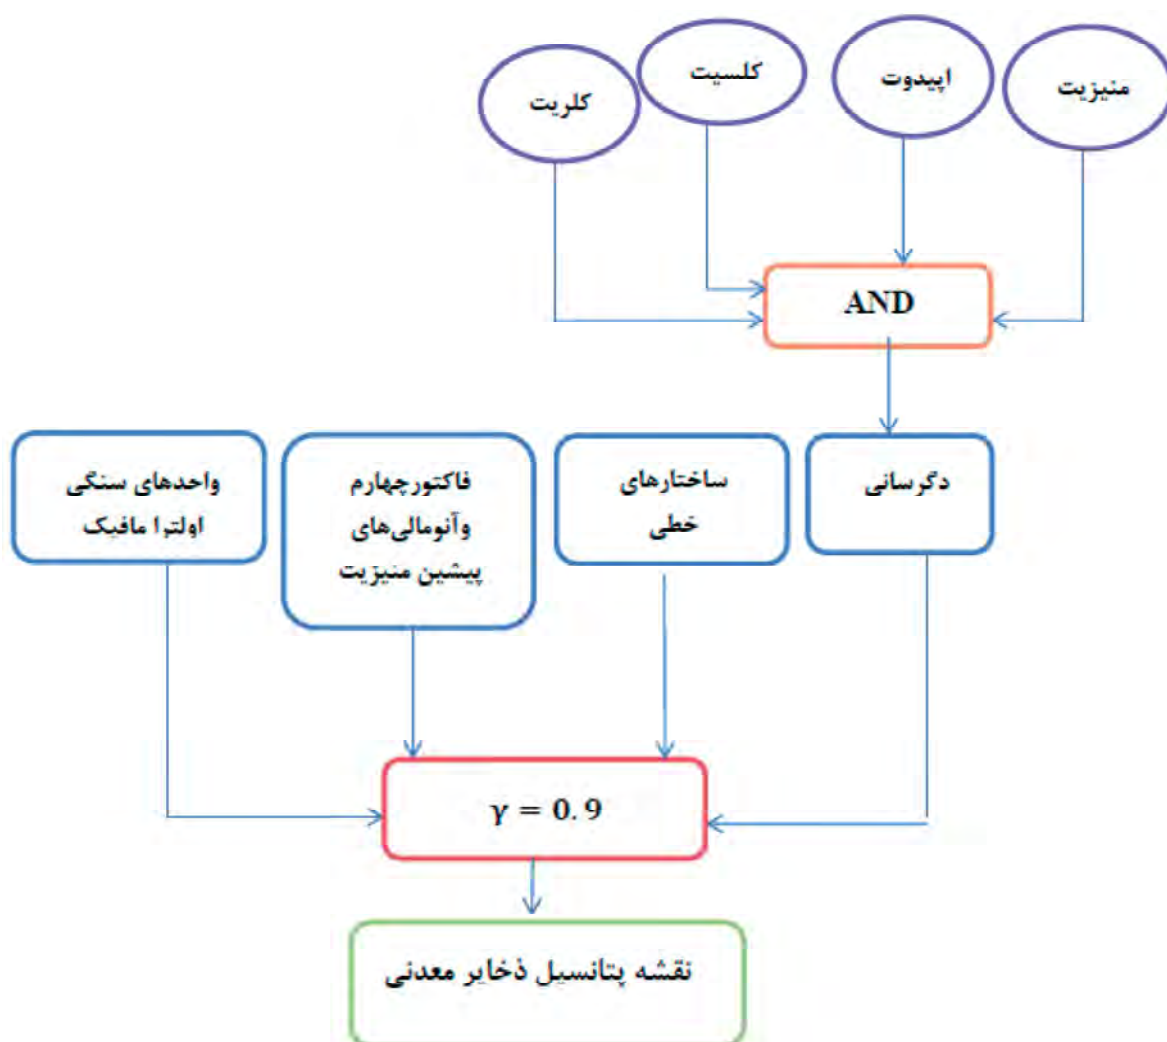 منیزیت
اپیدوت
کلسیت
کلریت
AND
دگرسانی
ساختارهای
خطی
فاکتورچهارم
وآنومالی‌های
پیشین منیزیت
واحدهای سنگی
اولترا مافیک
γ = 0.9
نقشه پتانسیل ذخایر معدنی